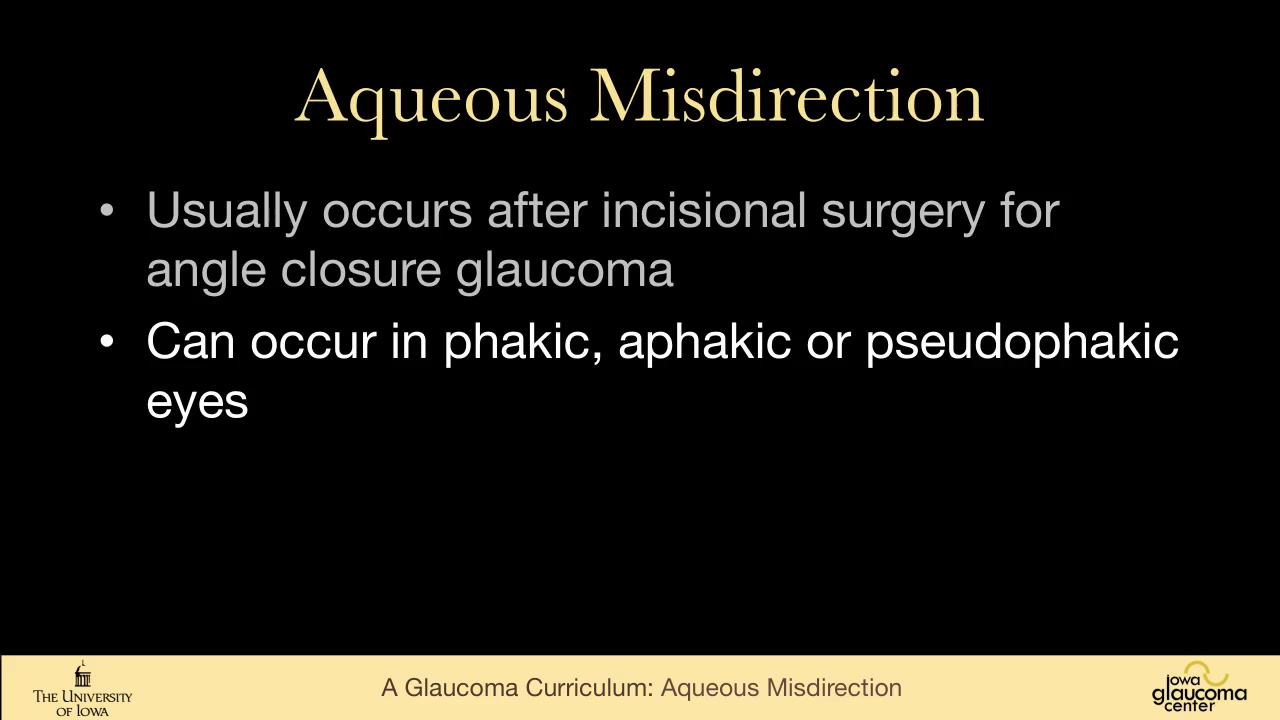 Aqueous Misdirection
• Usually occurs after incisional surgery for
angle closure glaucoma
• Can occur in phakic, aphakic or pseudophakic
eyes
THE UNIVERSITY
OF IOWA
A Glaucoma Curriculum: Aqueous Misdirection
iowa
glaucoma
center